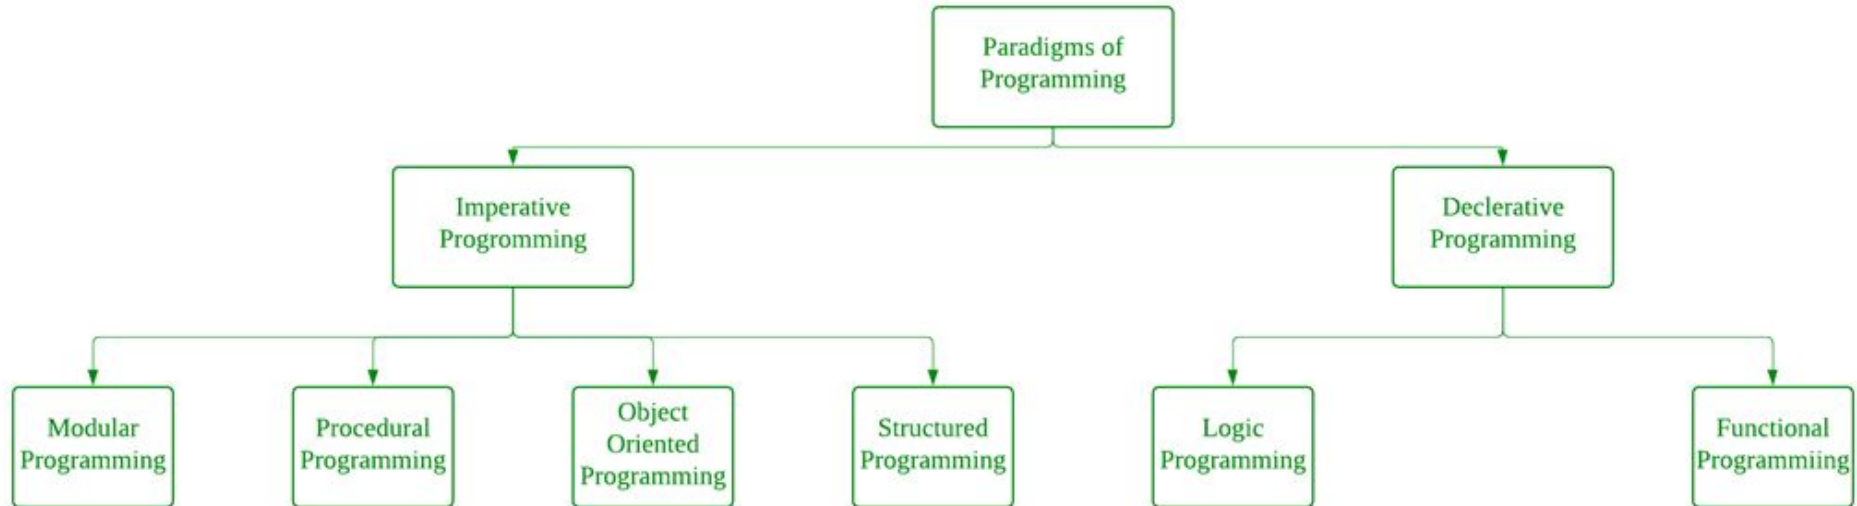 Paradigms of
Programming
Imperative
Progromming
Declerative
Programming
Modular
Programming
Procedural
Programming
Object
Oriented
Programming
Structured
Programming
Logic
Programming
Functional
Programmiing